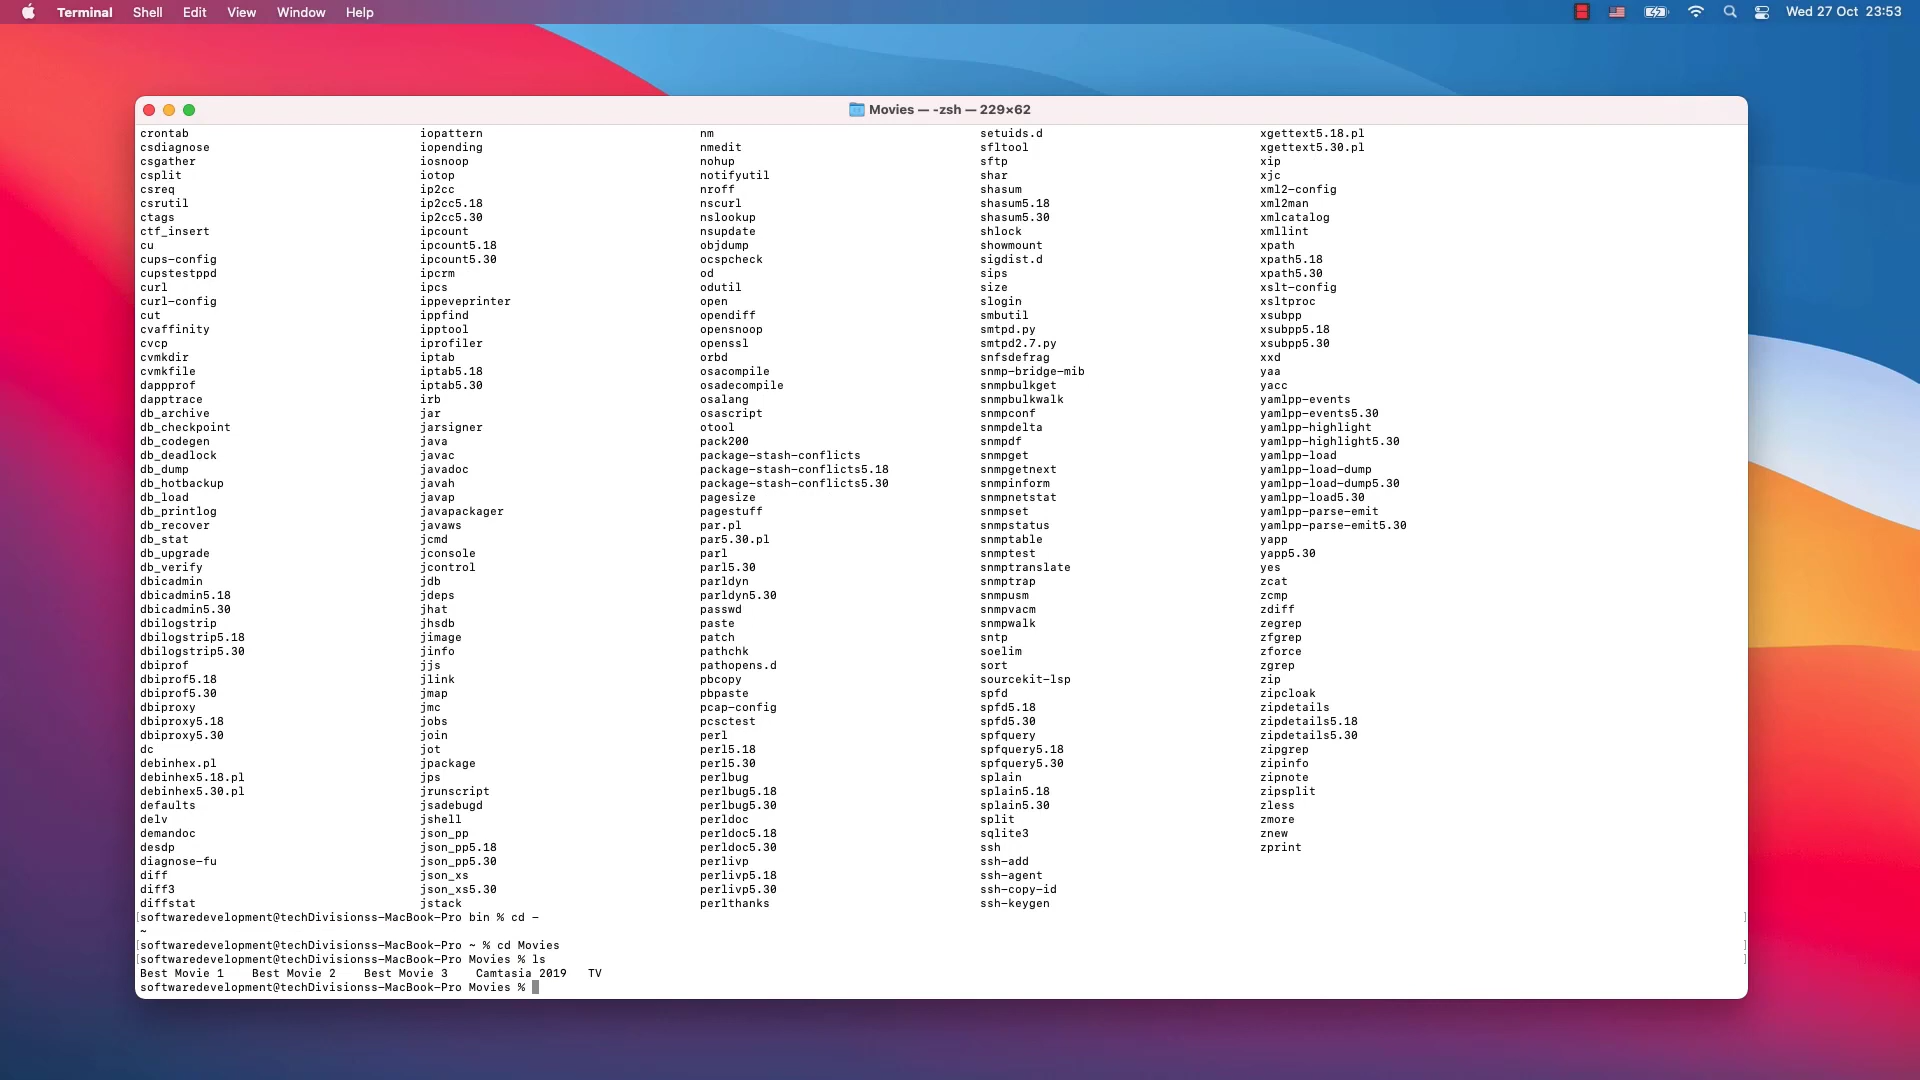 Terminal Shell Edit View Window Help Wed 27 Oct 23:53
Movies — -zsh — 229×62
crontab iopattern nm setuids.d xgettext5.18.pl
csdiagnose iopending nmedit sfltool xgettext5.30.pl
csgather iosnoop nohup sftp xip
csplit iotop notifyutil shar xjc
csreq ip2cc nroff shasum xml2-config
csrutil ip2cc5.18 nscurl shasum5.18 xml2man
ctags ip2cc5.30 nslookup shasum5.30 xmlcatalog
ctf_insert ipcount nsupdate shlock xmllint
cu ipcount5.18 objdump showmount xpath
cups-config ipcount5.30 ocspcheck sigdist.d xpath5.18
cupstestppd ipcrm od sips xpath5.30
curl ipcs odutil size xslt-config
curl-config ippeveprinter open slogin xsltproc
cut ippfind opendiff smbutil xsubpp
cvaffinity ipptool opensnoop smtpd.py xsubpp5.18
cvcp iprofiler openssl smtpd2.7.py xsubpp5.30
cvmkdir iptab orbd snfsdefrag xxd
cvmkfile iptab5.18 osacompile snmp-bridge-mib yaa
dappprof iptab5.30 osadecompile snmpbulkget yacc
dapptrace irb osalang snmpbulkwalk yamlpp-events
db_archive jar osascript snmpconf yamlpp-events5.30
db_checkpoint jarsigner otool snmpdelta yamlpp-highlight
db_codegen java pack200 snmpdf yamlpp-highlight5.30
db_deadlock javac package-stash-conflicts snmpget yamlpp-load
db_dump javadoc package-stash-conflicts5.18 snmpgetnext yamlpp-load-dump
db_hotbackup javah package-stash-conflicts5.30 snmpinform yamlpp-load-dump5.30
db_load javap pagesize snmpnetstat yamlpp-load5.30
db_printlog javapackager pagestuff snmpset yamlpp-parse-emit
db_recover javaws par.pl snmpstatus yamlpp-parse-emit5.30
db_stat jcmd par5.30.pl snmptable yapp
db_upgrade jconsole parl snmptest yapp5.30
db_verify jcontrol parl5.30 snmptranslate yes
dbicadmin jdb parldyn snmptrap zcat
dbicadmin5.18 jdeps parldyn5.30 snmpusm zcmp
dbicadmin5.30 jhat passwd snmpvacm zdiff
dbilogstrip jhsdb paste snmpwalk zegrep
dbilogstrip5.18 jimage patch sntp zfgrep
dbilogstrip5.30 jinfo pathchk soelim zforce
dbiprof jjs pathopens.d sort zgrep
dbiprof5.18 jlink pbcopy sourcekit-lsp zip
dbiprof5.30 jmap pbpaste spfd zipcloak
dbiproxy jmc pcap-config spfd5.18 zipdetails
dbiproxy5.18 jobs pcsctest spfd5.30 zipdetails5.18
dbiproxy5.30 join perl spfquery zipdetails5.30
dc jot perl5.18 spfquery5.18 zipgrep
debinhex.pl jpackage perl5.30 spfquery5.30 zipinfo
debinhex5.18.pl jps perlbug splain zipnote
debinhex5.30.pl jrunscript perlbug5.18 splain5.18 zipsplit
defaults jsadebugd perlbug5.30 splain5.30 zless
delv jshell perldoc split zmore
demandoc json_pp perldoc5.18 sqlite3 znew
desdp json_pp5.18 perldoc5.30 ssh zprint
diagnose-fu json_pp5.30 perlivp ssh-add
diff json_xs perlivp5.18 ssh-agent
diff3 json_xs5.30 perlivp5.30 ssh-copy-id
diffstat jstack perlthanks ssh-keygen
[softwaredevelopment@techDivisionss-MacBook-Pro bin % cd - ]
~
[softwaredevelopment@techDivisionss-MacBook-Pro ~ % cd Movies ]
[softwaredevelopment@techDivisionss-MacBook-Pro Movies % ls ]
Best Movie 1 Best Movie 2 Best Movie 3 Camtasia 2019 TV
softwaredevelopment@techDivisionss-MacBook-Pro Movies %